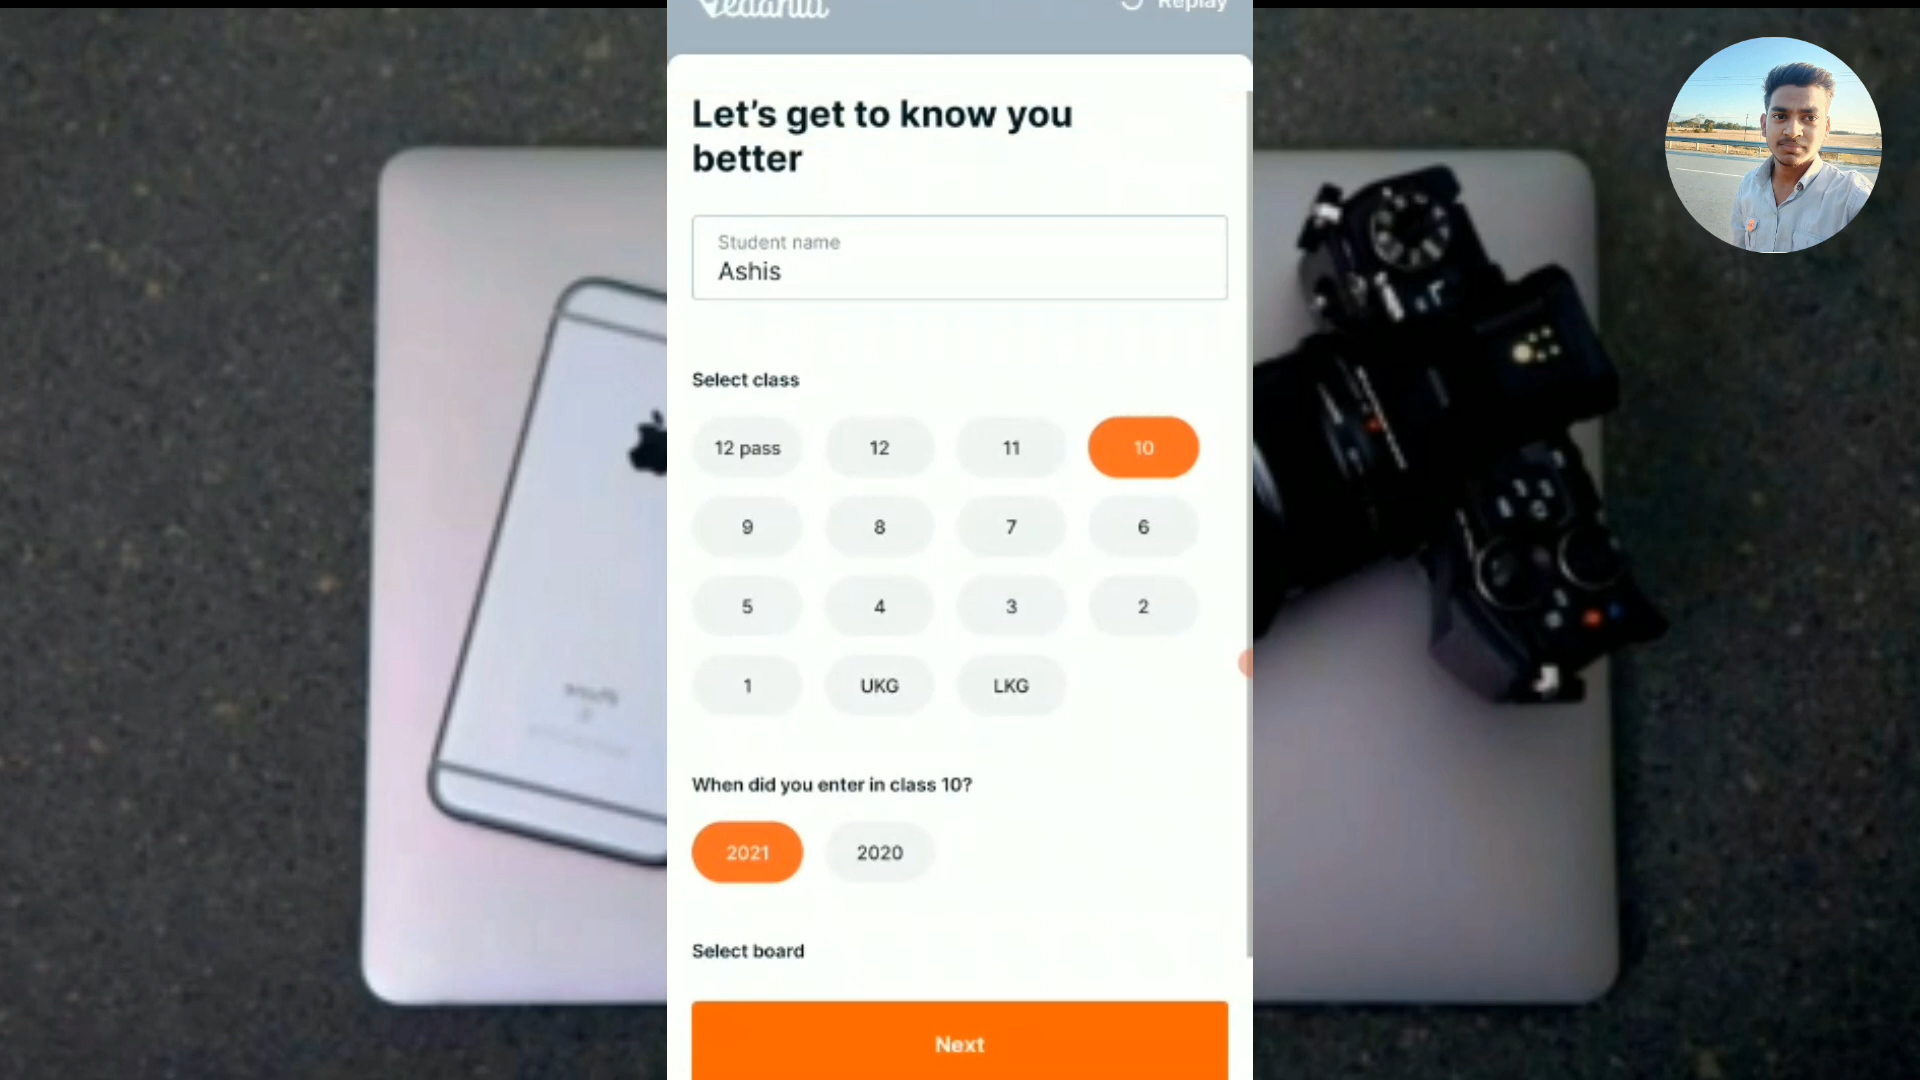 Replay
Let's get to know you
better
Student name
Ashis
Select class
12 pass
12
11
10
9
8
7
6
5
4
3
2
1
UKG
LKG
When did you enter in class 10?
2021
2020
Select board
Next